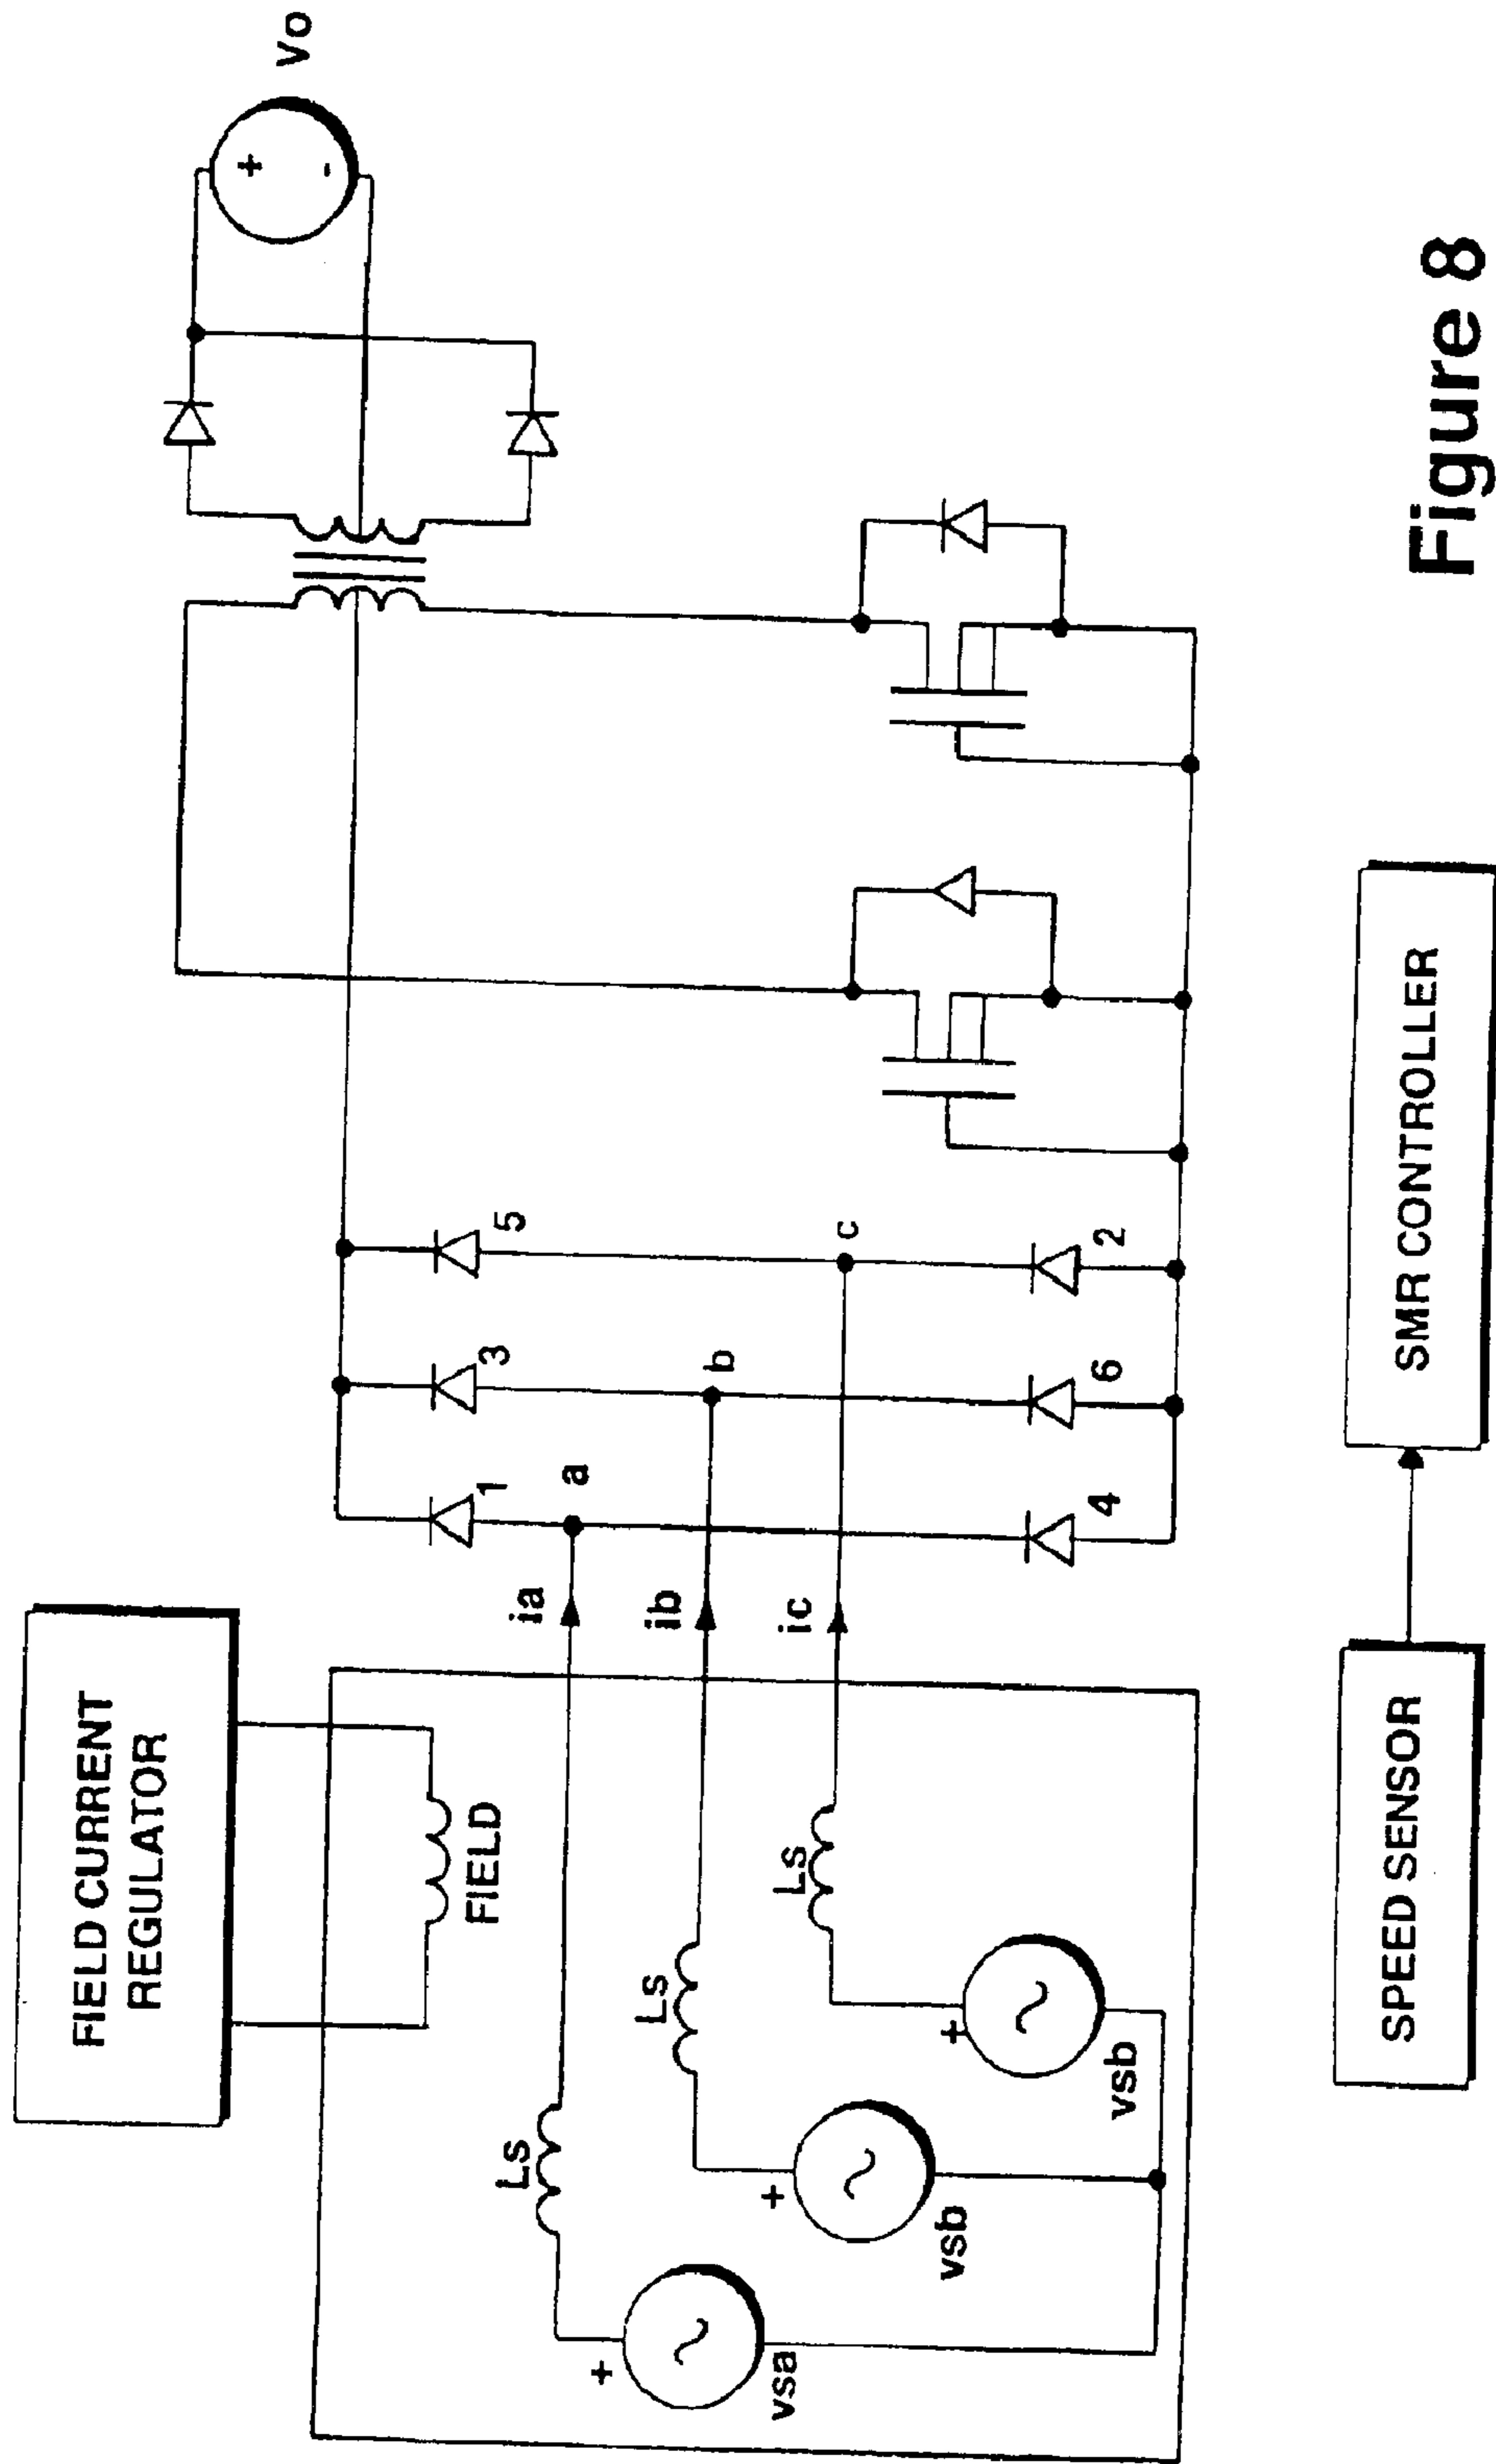 FIELD CURRENT
REGULATOR
FIELD
Ls
Ls
Ls
+
vsa
+
vsb
+
vsb
ia
ib
ic
a
b
c
1
3
5
4
6
2
+
-
Vo
SPEED SENSOR
SMR CONTROLLER
Figure 8